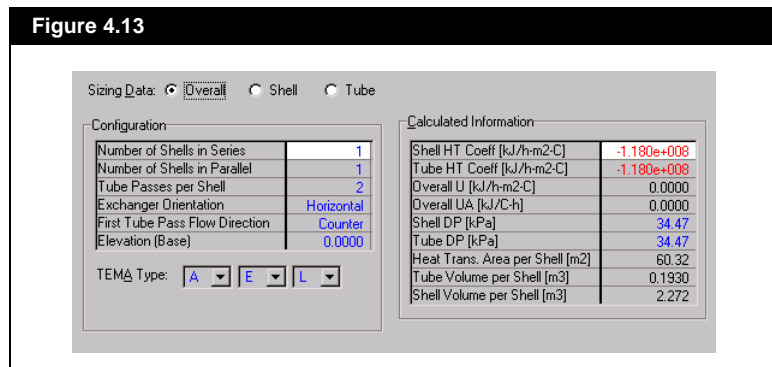 Figure 4.13
Sizing Data: Overall Shell Tube
Configuration
Number of Shells in Series 1
Number of Shells in Parallel 1
Tube Passes per Shell 2
Exchanger Orientation Horizontal
First Tube Pass Flow Direction Counter
Elevation (Base) 0.0000
TEMA Type: A E L
Calculated Information
Shell HT Coeff [kJ/h-m2-C] -1.180e+008
Tube HT Coeff [kJ/h-m2-C] -1.180e+008
Overall U [kJ/h-m2-C] 0.0000
Overall UA [kJ/C-h] 0.0000
Shell DP [kPa] 34.47
Tube DP [kPa] 34.47
Heat Trans. Area per Shell [m2] 60.32
Tube Volume per Shell [m3] 0.1930
Shell Volume per Shell [m3] 2.272